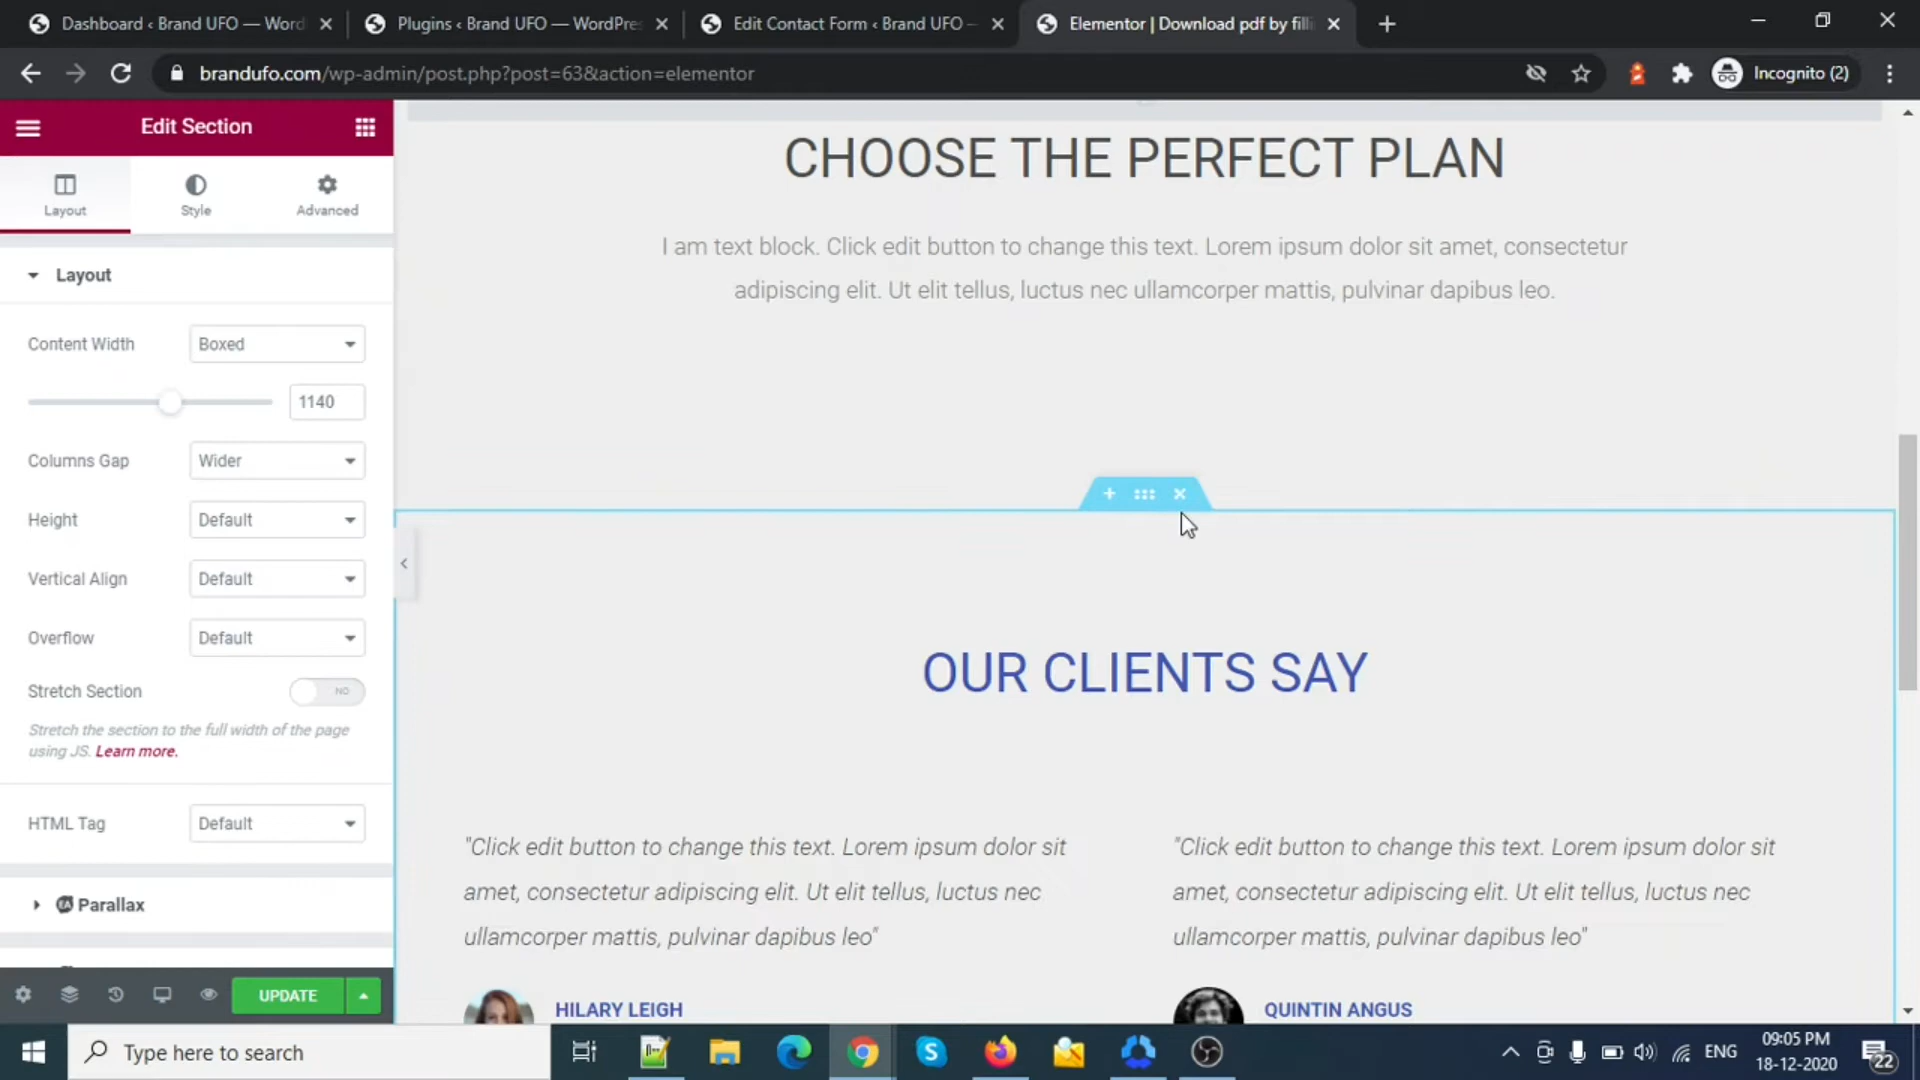 Dashboard ‹ Brand UFO — Word
Plugins ‹ Brand UFO — WordPres
Edit Contact Form ‹ Brand UFO —
Elementor | Download pdf by filli
brandufo.com/wp-admin/post.php?post=63&action=elementor
Incognito (2)
Edit Section
Layout
Style
Advanced
Layout
Content Width
Boxed
1140
Columns Gap
Wider
Height
Default
Vertical Align
Default
Overflow
Default
Stretch Section
NO
Stretch the section to the full width of the page
using JS. Learn more.
HTML Tag
Default
Parallax
UPDATE
CHOOSE THE PERFECT PLAN
I am text block. Click edit button to change this text. Lorem ipsum dolor sit amet, consectetur
adipiscing elit. Ut elit tellus, luctus nec ullamcorper mattis, pulvinar dapibus leo.
OUR CLIENTS SAY
"Click edit button to change this text. Lorem ipsum dolor sit
amet, consectetur adipiscing elit. Ut elit tellus, luctus nec
ullamcorper mattis, pulvinar dapibus leo"
HILARY LEIGH
"Click edit button to change this text. Lorem ipsum dolor sit
amet, consectetur adipiscing elit. Ut elit tellus, luctus nec
ullamcorper mattis, pulvinar dapibus leo"
QUINTIN ANGUS
Type here to search
ENG
09:05 PM
18-12-2020
22